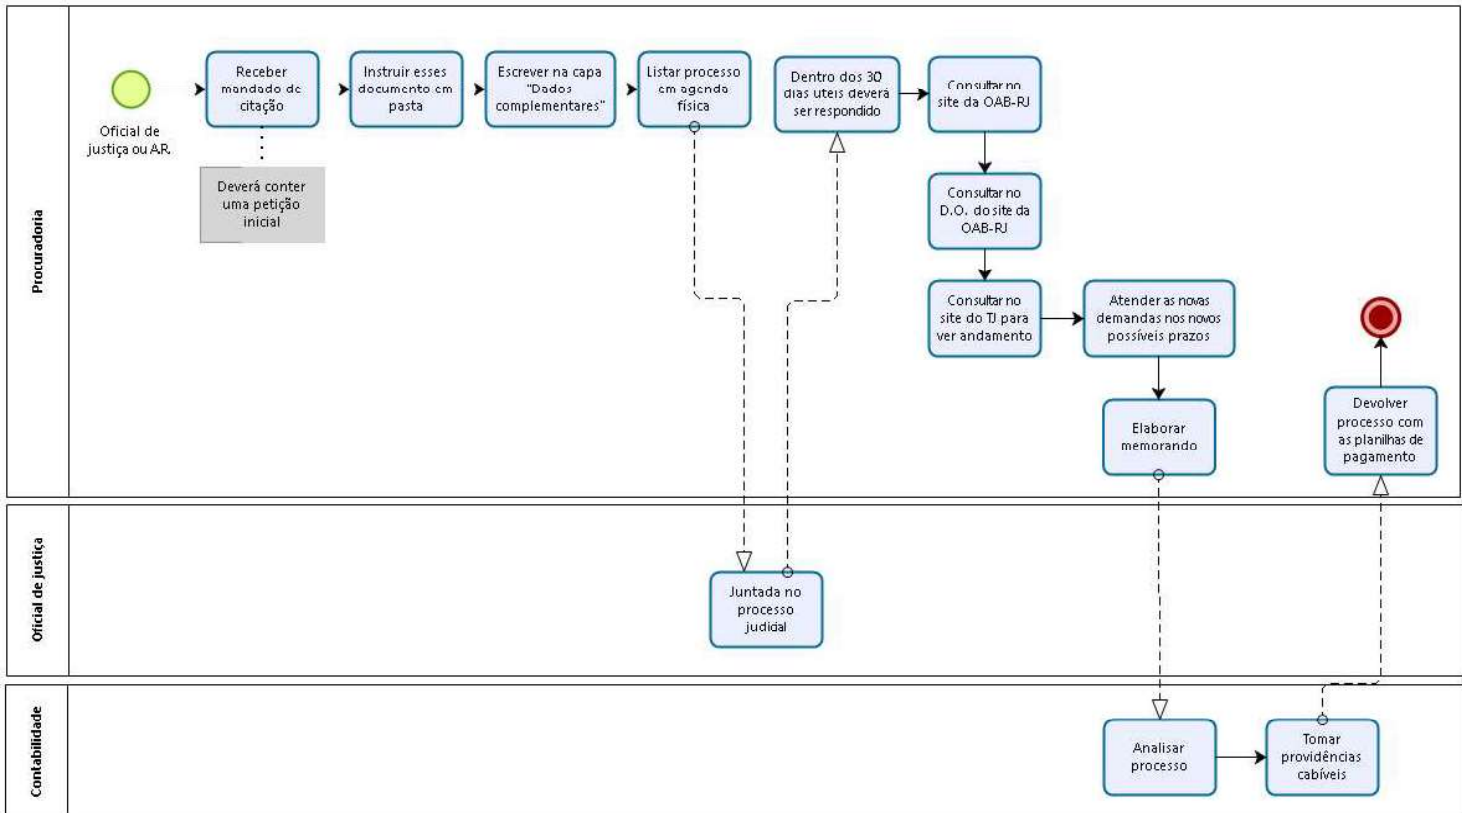 Procuradoria
Oficial de
justiça ou A.R.
Receber
mandado de
citação
Deverá conter
uma petição
inicial
Instruir esses
documento em
pasta
Escrever na capa
"Dados
complementares"
Listar processo
em agenda
física
Dentro dos 30
dias uteis deverá
ser respondido
Consultar no
site da OAB-RJ
Consultar no
D.O. do site da
OAB-RJ
Consultar no
site do TJ para
ver andamento
Atender as novas
demandas nos novos
possíveis prazos
Elaborar
memorando
Devolver
processo com
as planilhas de
pagamento
Oficial de justiça
Juntada no
processo
judicial
Contabilidade
Analisar
processo
Tomar
providências
cabíveis